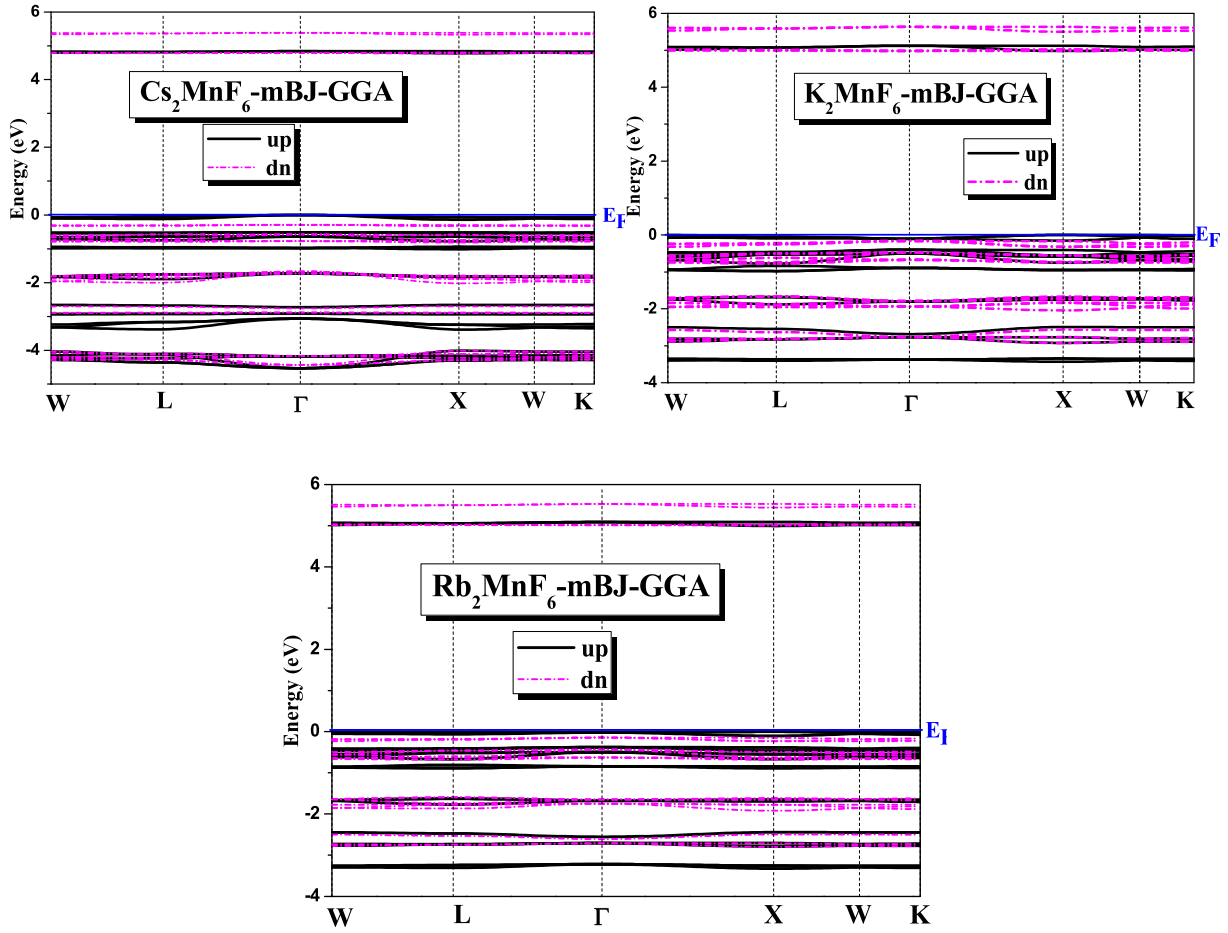 Cs2MnF6-mBJ-GGA
up
dn
Energy (eV)
6
4
2
0
-2
-4
EF
W L Γ X W K
K2MnF6-mBJ-GGA
up
dn
Energy (eV)
6
4
2
0
-2
-4
EF
W L Γ X W K
Rb2MnF6-mBJ-GGA
up
dn
Energy (eV)
6
4
2
0
-2
-4
W L Γ X W K